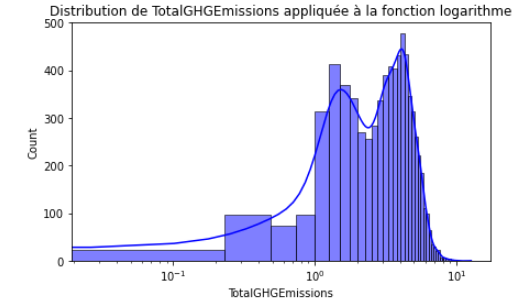 Distribution de TotalGHGEmissions appliquée à la fonction logarithme
500
400
300
200
100
0
Count
10⁻¹ 10⁰ 10¹
TotalGHGEmissions